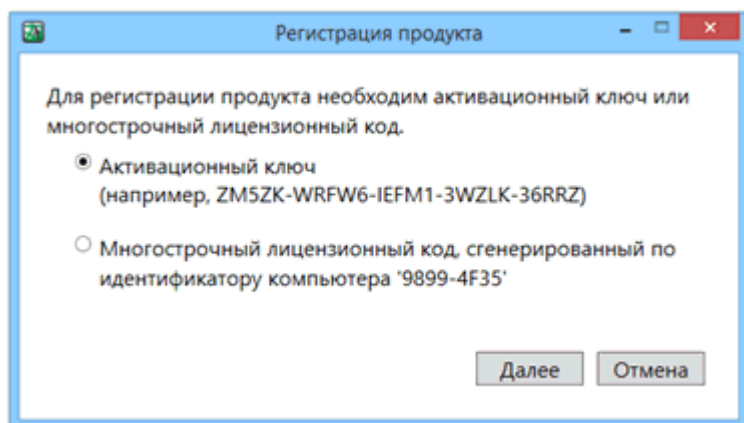 Регистрация продукта
Для регистрации продукта необходим активационный ключ или
многострочный лицензионный код.
Активационный ключ
(например, ZM5ZK-WRFW6-IEFM1-3WZLK-36RRZ)
Многострочный лицензионный код, сгенерированный по
идентификатору компьютера '9899-4F35'
Далее Отмена